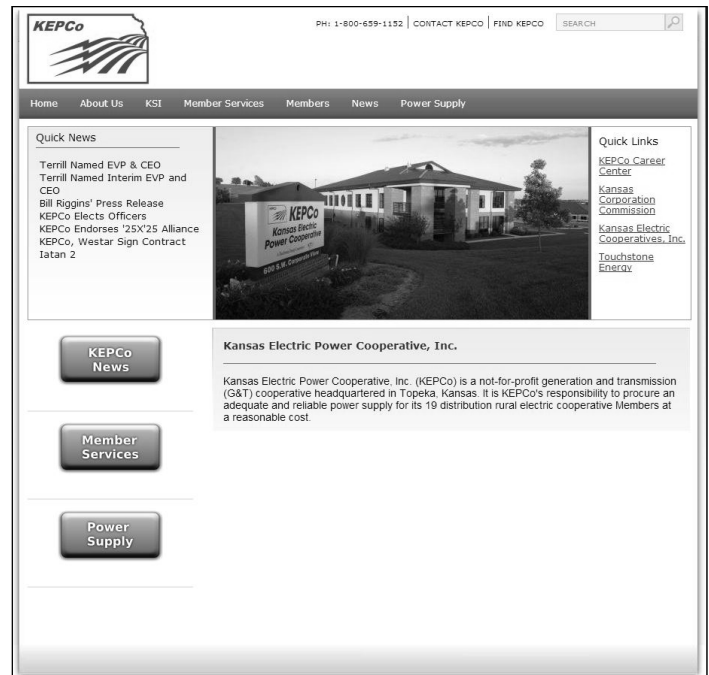 KEPCo
PH: 1-800-659-1152 | CONTACT KEPCO | FIND KEPCO
SEARCH
Home About Us KSI Member Services Members News Power Supply
Quick News
Terrill Named EVP & CEO
Terrill Named Interim EVP and
CEO
Bill Riggins' Press Release
KEPCo Elects Officers
KEPCo Endorses '25X'25 Alliance
KEPCo, Westar Sign Contract
Iatan 2
KEPCo
Kansas Electric
Power Cooperative
600 S.W. Corporate View
Quick Links
KEPCo Career
Center
Kansas
Corporation
Commission
Kansas Electric
Cooperatives, Inc.
Touchstone
Energy
KEPCo
News
Member
Services
Power
Supply
Kansas Electric Power Cooperative, Inc.
Kansas Electric Power Cooperative, Inc. (KEPCo) is a not-for-profit generation and transmission
(G&T) cooperative headquartered in Topeka, Kansas. It is KEPCo's responsibility to procure an
adequate and reliable power supply for its 19 distribution rural electric cooperative Members at
a reasonable cost.